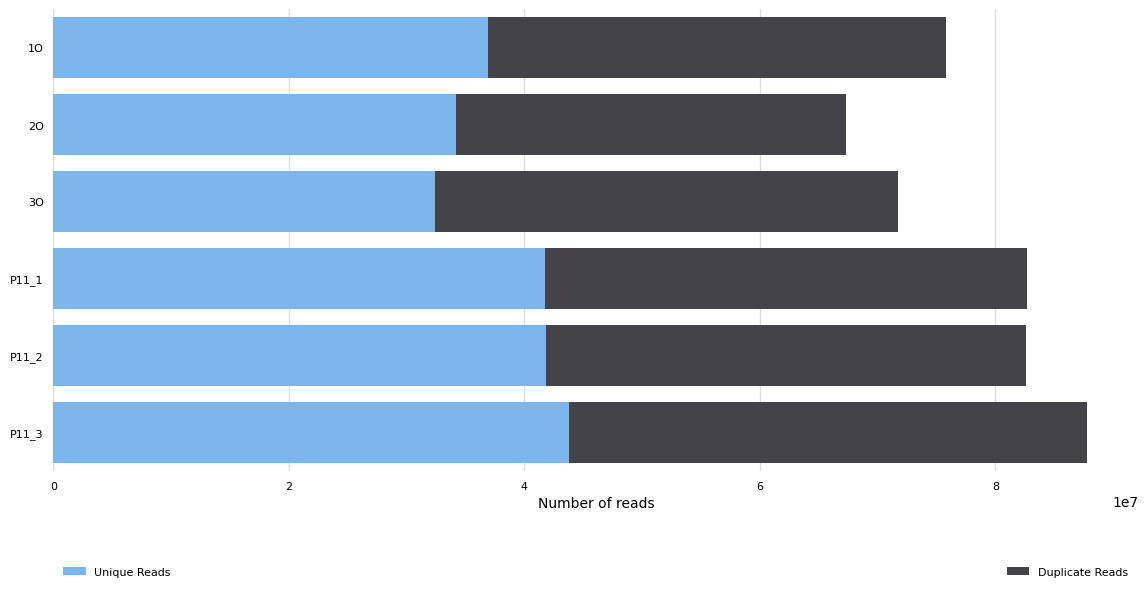 1O
2O
3O
P11_1
P11_2
P11_3
0 2 4 6 8
Number of reads
1e7
Unique Reads
Duplicate Reads